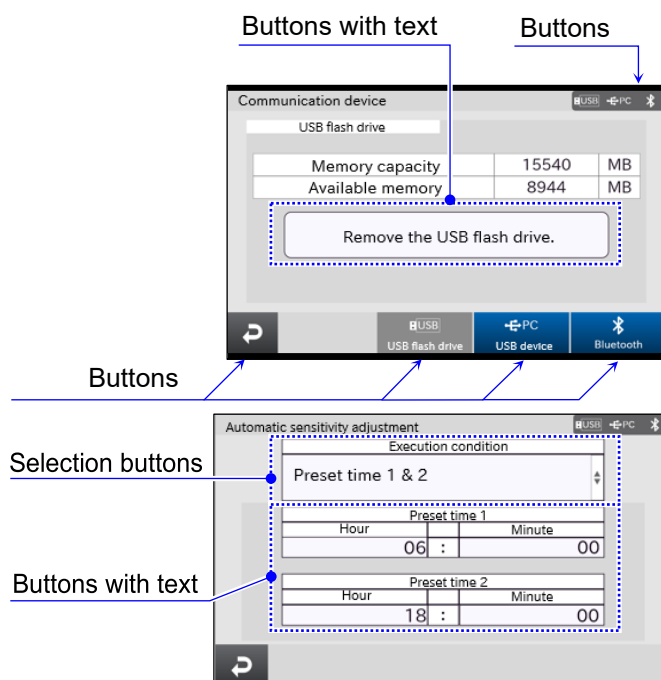 Buttons with text
Buttons
Communication device
USB PC
USB flash drive
Memory capacity 15540 MB
Available memory 8944 MB
Remove the USB flash drive.
USB PC
USB flash drive USB device Bluetooth
Buttons
Automatic sensitivity adjustment
USB PC
Execution condition
Selection buttons
Preset time 1 & 2
Preset time 1
Hour Minute
06 : 00
Buttons with text
Preset time 2
Hour Minute
18 : 00